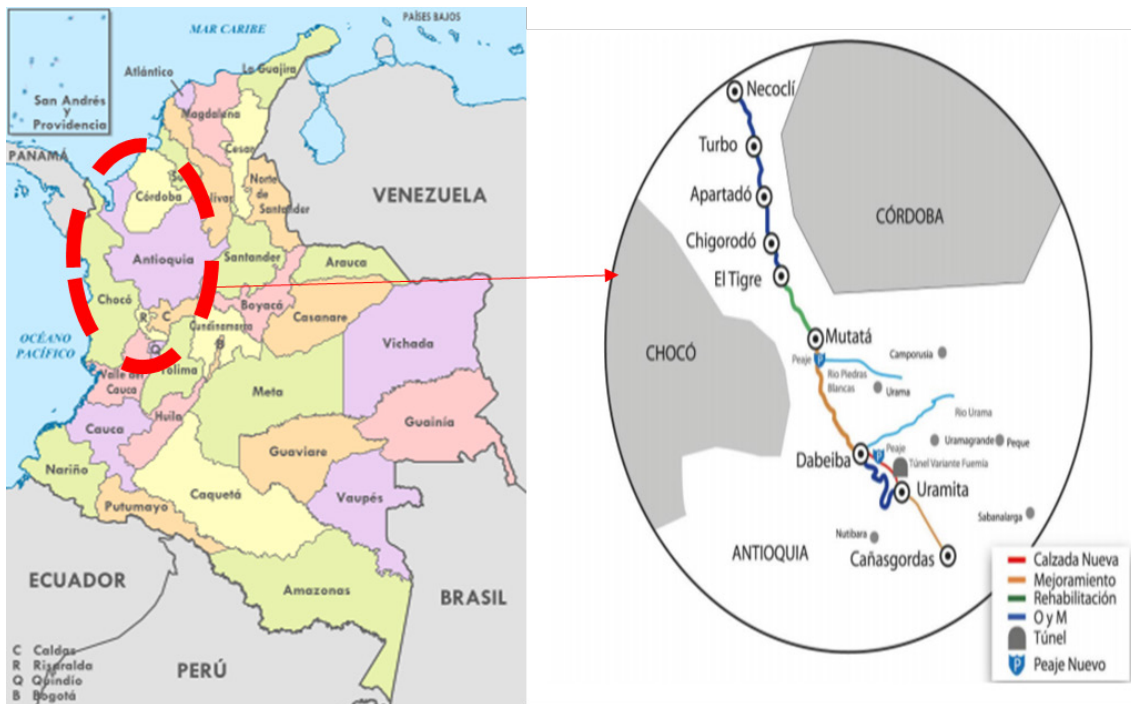 PAÍSES BAJOS
MAR CARIBE
La Guajira
Atlántico
San Andrés
y
Providencia
Magdalena
PANAMÁ
Cesar
VENEZUELA
Norte
de
Santander
Córdoba
Antioquia
Santander
Arauca
Chocó
R
C
Boyacá
Casanare
Cundinamarca
B
OCÉANO
PACÍFICO
Q
Tolima
Vichada
Valle del
Cauca
Meta
Huila
Guainía
Cauca
Guaviare
Nariño
Caquetá
Vaupés
Putumayo
ECUADOR
Amazonas
BRASIL
PERÚ
C Caldas
R Risaralda
Q Quindío
B Bogotá
Necoclí
Turbo
Apartadó
CÓRDOBA
Chigorodó
El Tigre
CHOCÓ
Mutatá
Peaje
P
Camporusia
Rio Piedras
Blancas
Urama
Rio Urama
Uramagrande
Peque
Dabeiba
Peaje
P
Túnel Variante Fuemía
Uramita
Sabanalarga
Nutibara
ANTIOQUIA
Cañasgordas
Calzada Nueva
Mejoramiento
Rehabilitación
O y M
Túnel
P Peaje Nuevo